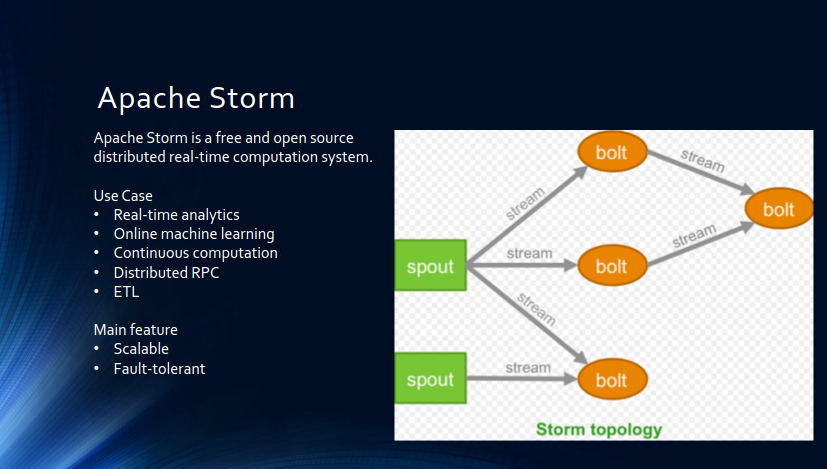 Apache Storm
Apache Storm is a free and open source
distributed real-time computation system.
Use Case
• Real-time analytics
• Online machine learning
• Continuous computation
• Distributed RPC
• ETL
Main feature
• Scalable
• Fault-tolerant
bolt
stream
stream
bolt
spout
stream
bolt
stream
stream
spout
stream
bolt
Storm topology